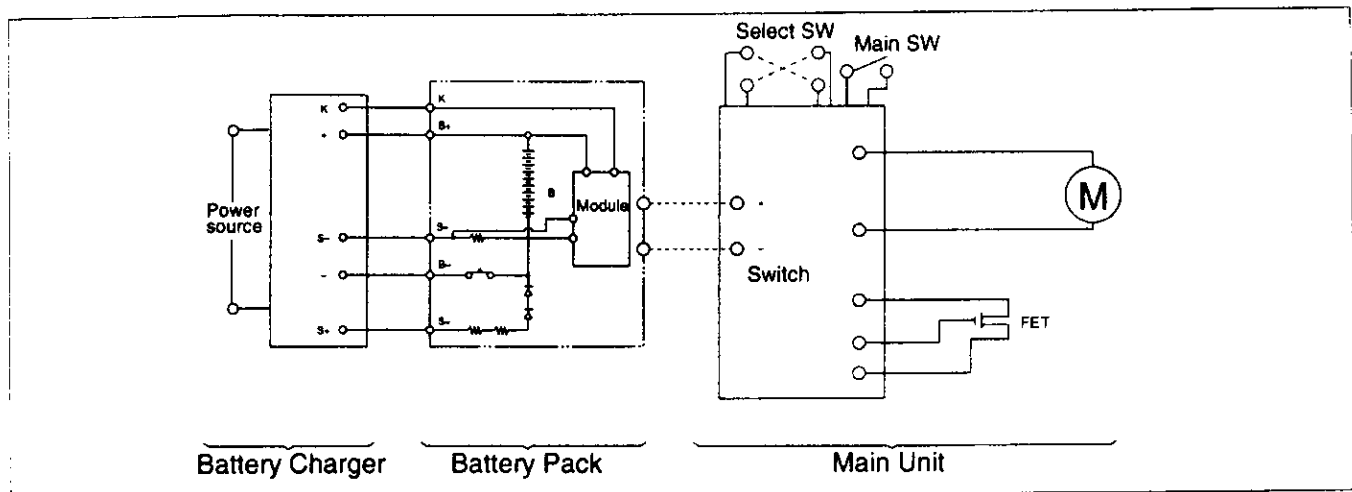 Select SW
Main SW
K
+
S–
–
S+
Power
source
K
B+
B
Module
S–
B–
S–
+
–
Switch
M
FET
Battery Charger
Battery Pack
Main Unit